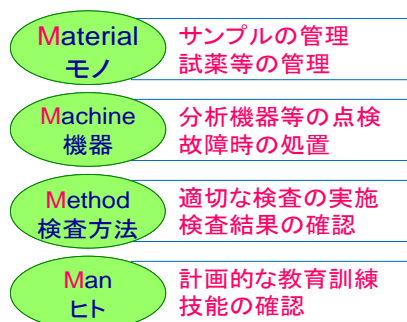 Material
モノ
サンプルの管理
試薬等の管理
Machine
機器
分析機器等の点検
故障時の処置
Method
検査方法
適切な検査の実施
検査結果の確認
Man
ヒト
計画的な教育訓練
技能の確認